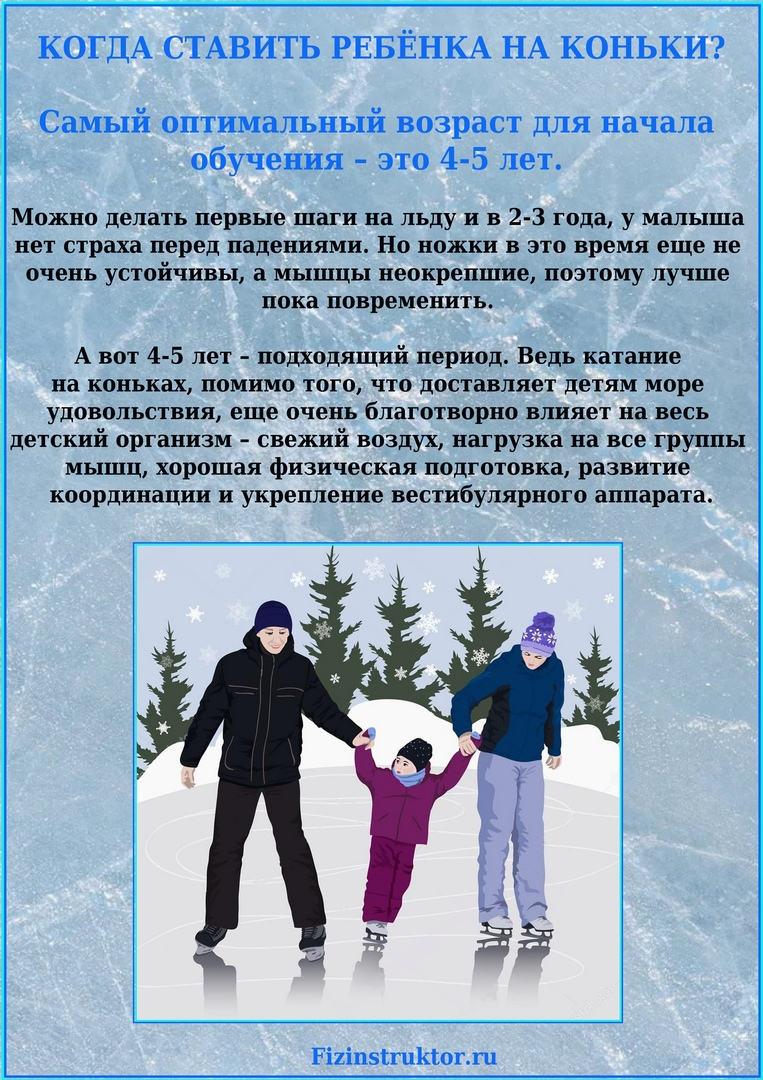 КОГДА СТАВИТЬ РЕБЁНКА НА КОНЬКИ?
Самый оптимальный возраст для начала
обучения – это 4-5 лет.
Можно делать первые шаги на льду и в 2-3 года, у малыша
нет страха перед падениями. Но ножки в это время еще не
очень устойчивы, а мышцы неокрепшие, поэтому лучше
пока повременить.
А вот 4-5 лет – подходящий период. Ведь катание
на коньках, помимо того, что доставляет детям море
удовольствия, еще очень благотворно влияет на весь
детский организм – свежий воздух, нагрузка на все группы
мышц, хорошая физическая подготовка, развитие
координации и укрепление вестибулярного аппарата.
Fizinstruktor.ru